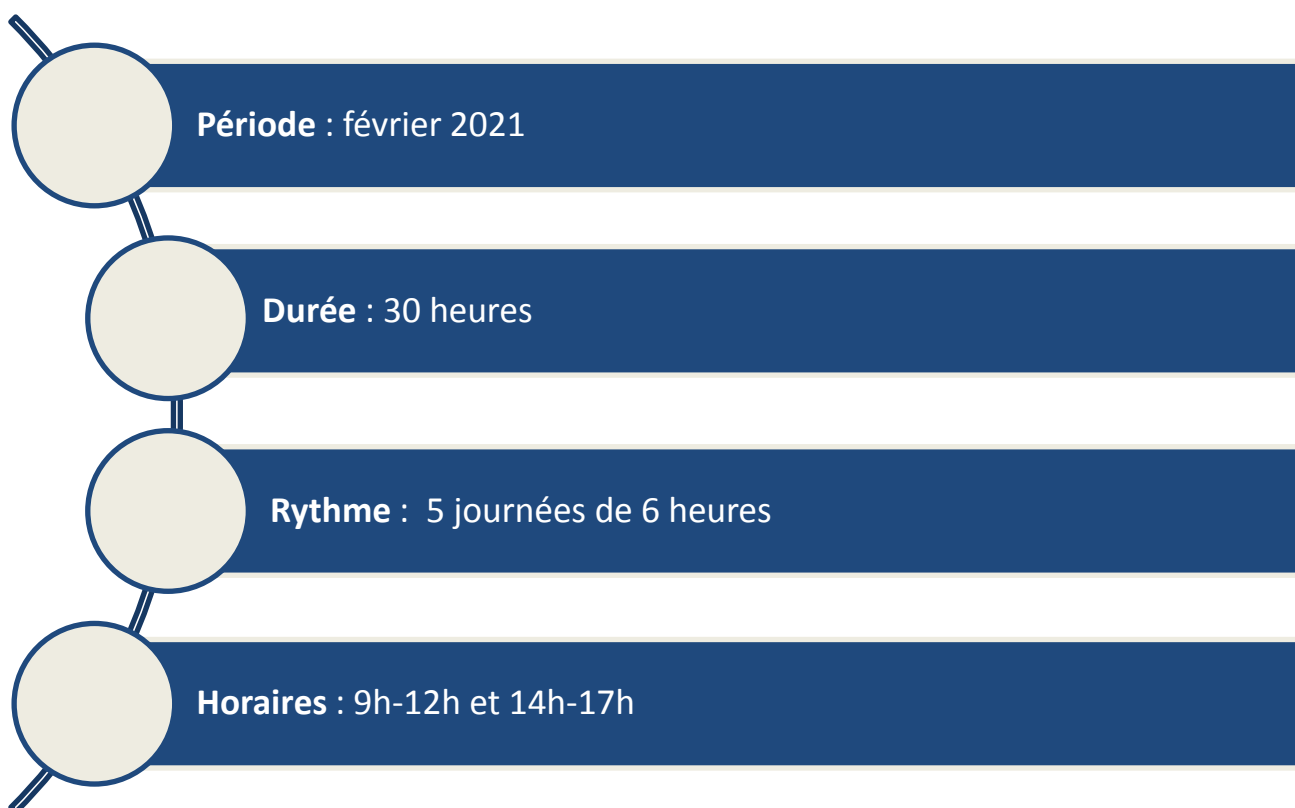 Période : février 2021
Durée : 30 heures
Rythme :  5 journées de 6 heures
Horaires : 9h-12h et 14h-17h